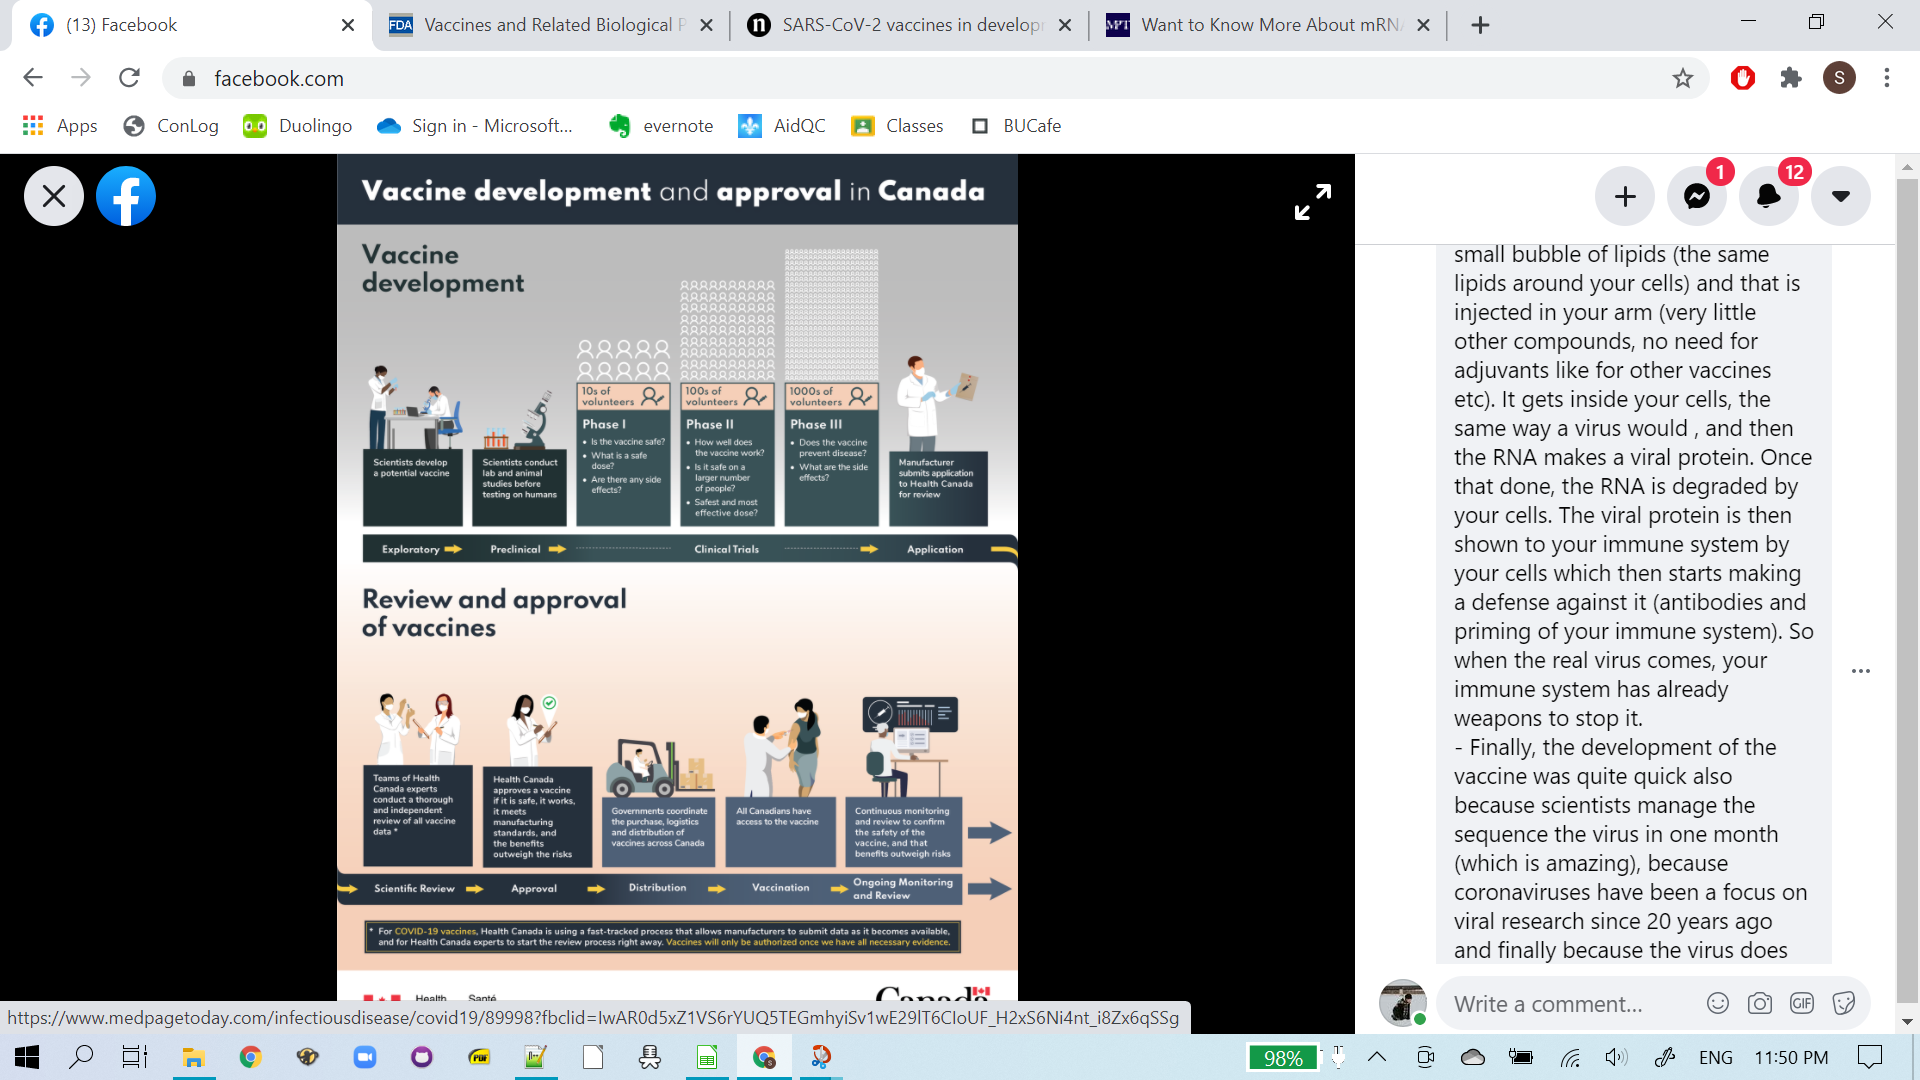 (13) Facebook
Vaccines and Related Biological P
SARS-CoV-2 vaccines in develop
Want to Know More About mRN
facebook.com
S
Apps
ConLog
Duolingo
Sign in - Microsoft...
evernote
AidQC
Classes
BUCafe
Vaccine development and approval in Canada
Vaccine
development
Scientists develop
a potential vaccine
Scientists conduct
lab and animal
studies before
testing on humans
10s of
volunteers
Phase I
• Is the vaccine safe?
• What is a safe
dose?
• Are there any side
effects?
100s of
volunteers
Phase II
• How well does
the vaccine work?
• Is it safe on a
larger number
of people?
• Safest and most
effective dose?
1000s of
volunteers
Phase III
• Does the vaccine
prevent disease?
• What are the side
effects?
Manufacturer
submits application
to Health Canada
for review
Exploratory
Preclinical
Clinical Trials
Application
Review and approval
of vaccines
Teams of Health
Canada experts
conduct a thorough
and independent
review of all vaccine
data *
Health Canada
approves a vaccine
if it is safe, it works,
it meets
manufacturing
standards, and
the benefits
outweigh the risks
Governments coordinate
the purchase, logistics
and distribution of
vaccines across Canada
All Canadians have
access to the vaccine
Continuous monitoring
and review to confirm
the safety of the
vaccine, and that
benefits outweigh risks
Scientific Review
Approval
Distribution
Vaccination
Ongoing Monitoring
and Review
* For COVID-19 vaccines, Health Canada is using a fast-tracked process that allows manufacturers to submit data as it becomes available,
and for Health Canada experts to start the review process right away. Vaccines will only be authorized once we have all necessary evidence.
Health
Santé
Canada
1
12
small bubble of lipids (the same
lipids around your cells) and that is
injected in your arm (very little
other compounds, no need for
adjuvants like for other vaccines
etc). It gets inside your cells, the
same way a virus would , and then
the RNA makes a viral protein. Once
that done, the RNA is degraded by
your cells. The viral protein is then
shown to your immune system by
your cells which then starts making
a defense against it (antibodies and
priming of your immune system). So
when the real virus comes, your
immune system has already
weapons to stop it.
- Finally, the development of the
vaccine was quite quick also
because scientists manage the
sequence the virus in one month
(which is amazing), because
coronaviruses have been a focus on
viral research since 20 years ago
and finally because the virus does
Write a comment...
GIF
98%
ENG
11:50 PM